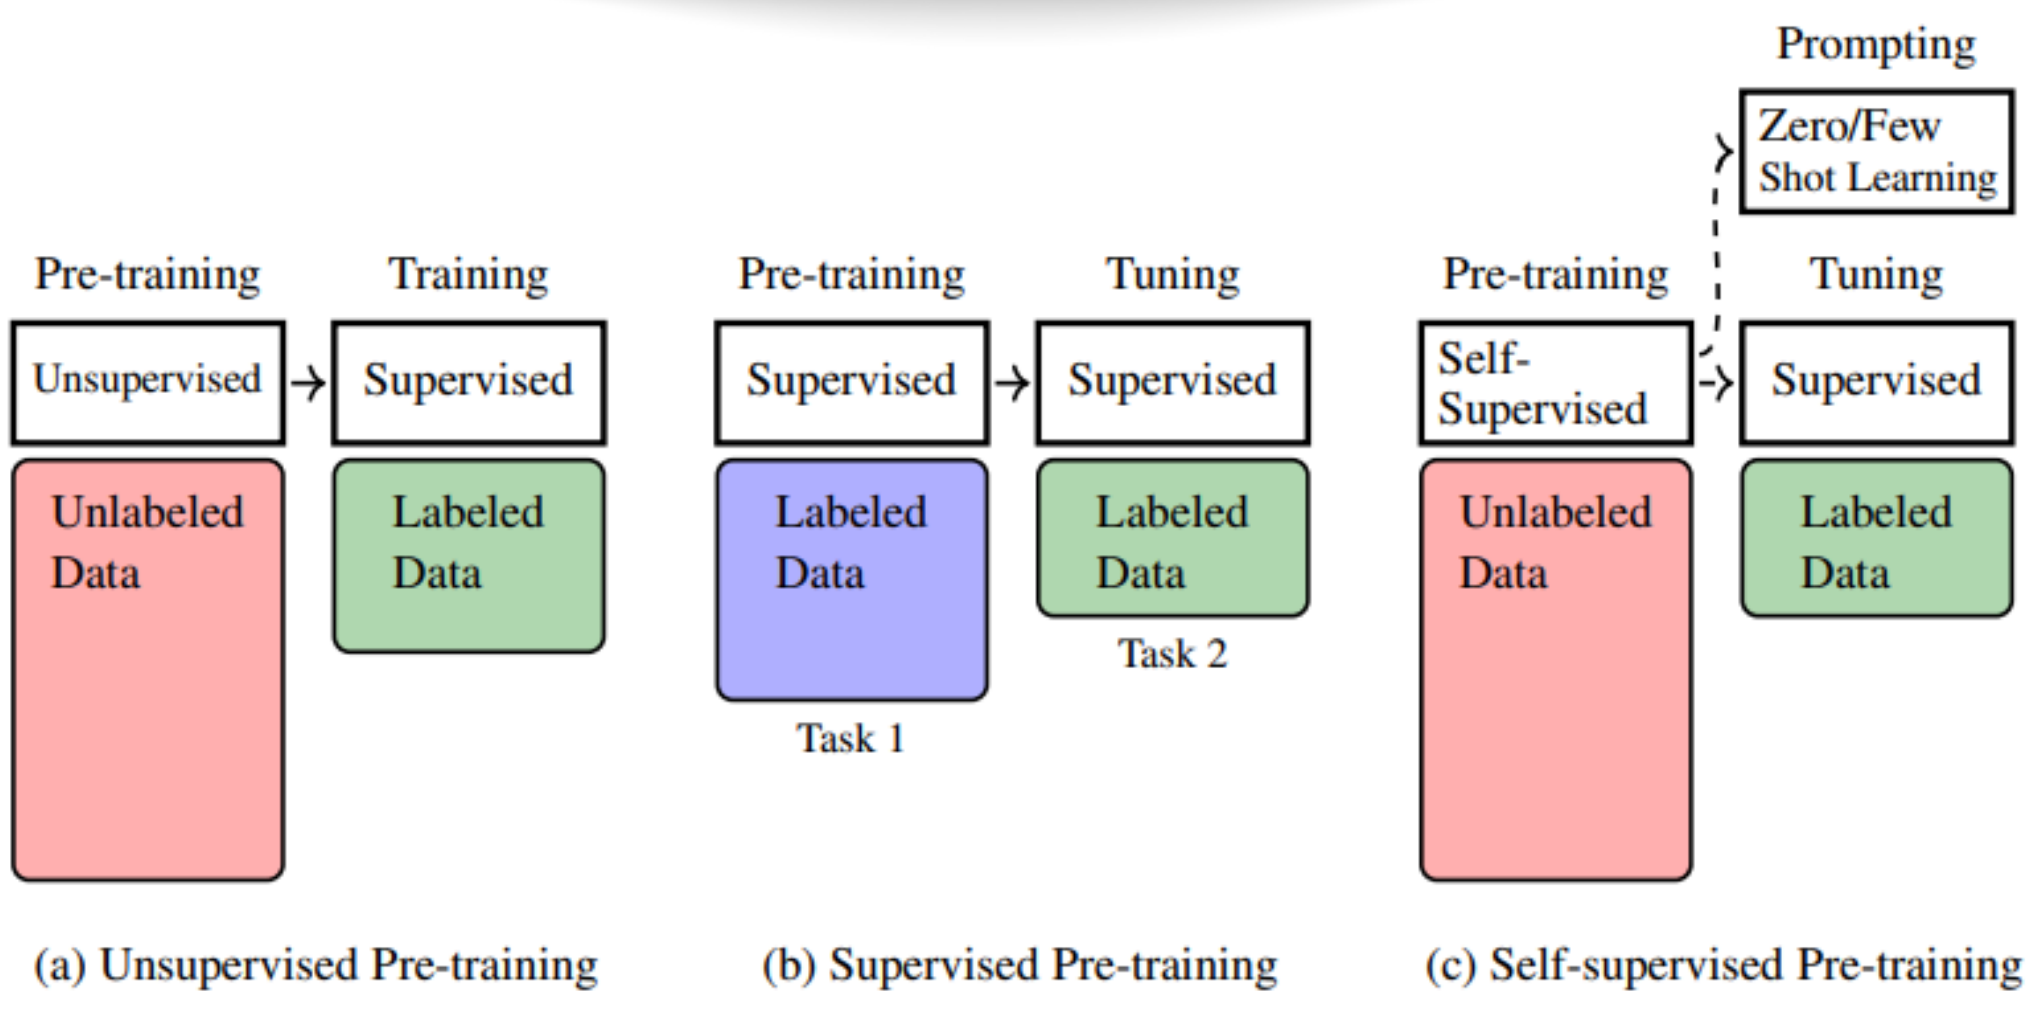 Prompting
Zero/Few
Shot Learning
Pre-training
Training
Pre-training
Tuning
Pre-training
Tuning
Unsupervised
Supervised
Supervised
Supervised
Self-
Supervised
Supervised
Unlabeled
Data
Labeled
Data
Labeled
Data
Labeled
Data
Unlabeled
Data
Labeled
Data
Task 2
Task 1
(a) Unsupervised Pre-training
(b) Supervised Pre-training
(c) Self-supervised Pre-training